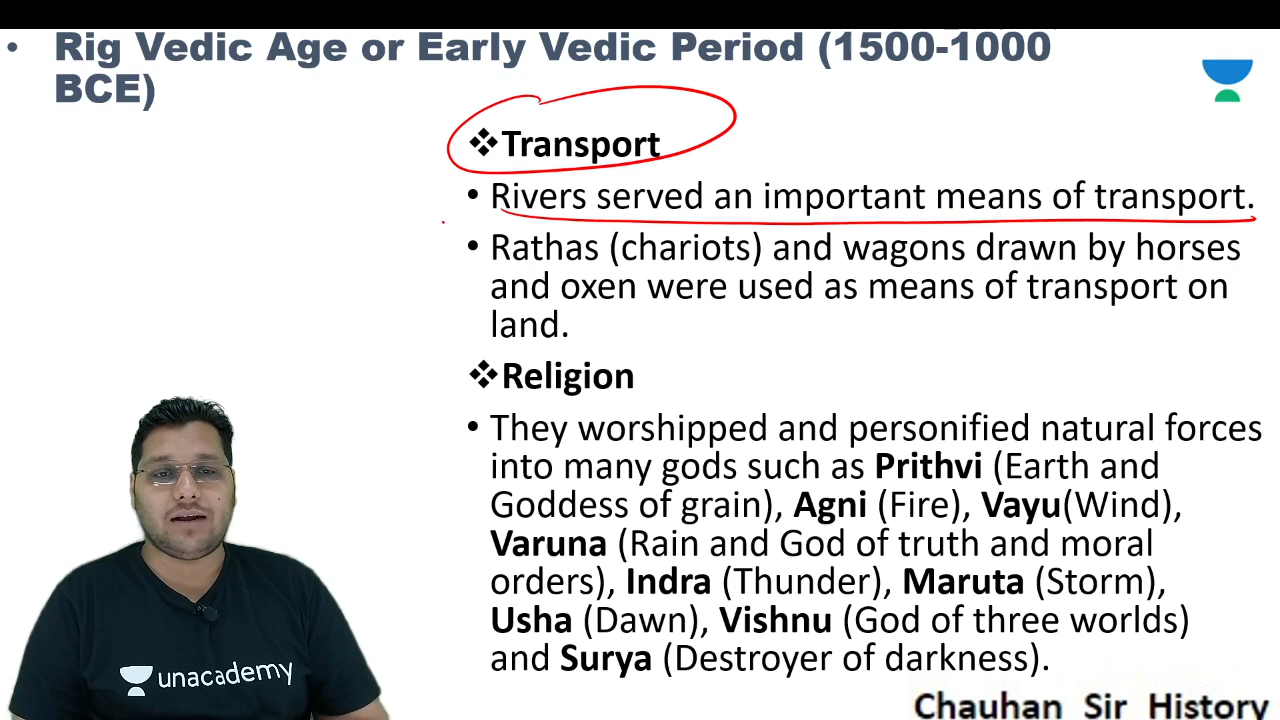 • Rig Vedic Age or Early Vedic Period (1500-1000
BCE)
❖Transport
• Rivers served an important means of transport.
• Rathas (chariots) and wagons drawn by horses
and oxen were used as means of transport on
land.
❖Religion
• They worshipped and personified natural forces
into many gods such as Prithvi (Earth and
Goddess of grain), Agni (Fire), Vayu(Wind),
Varuna (Rain and God of truth and moral
orders), Indra (Thunder), Maruta (Storm),
Usha (Dawn), Vishnu (God of three worlds)
and Surya (Destroyer of darkness).
unacademy
Chauhan Sir History